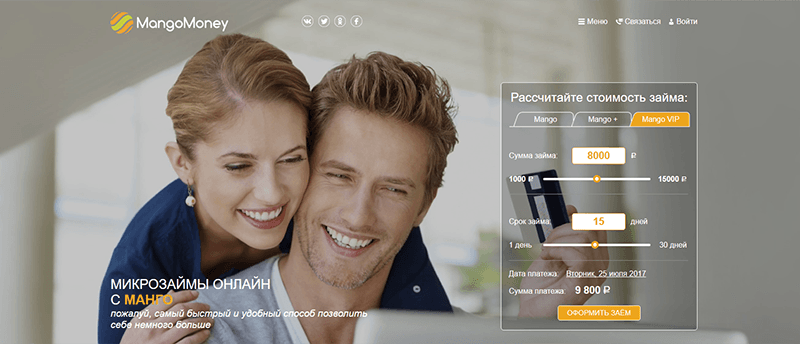 MangoMoney
Меню
Связаться
Войти
Рассчитайте стоимость займа:
Mango
Mango +
Mango VIP
Сумма займа: 8000 ₽
1000 ₽ 15000 ₽
Срок займа: 15 дней
1 день 30 дней
Дата платежа: Вторник, 25 июля 2017
Сумма платежа: 9 800 ₽
ОФОРМИТЬ ЗАЁМ
МИКРОЗАЙМЫ ОНЛАЙН
С МАНГО
пожалуй, самый быстрый и удобный способ позволить
себе немного больше